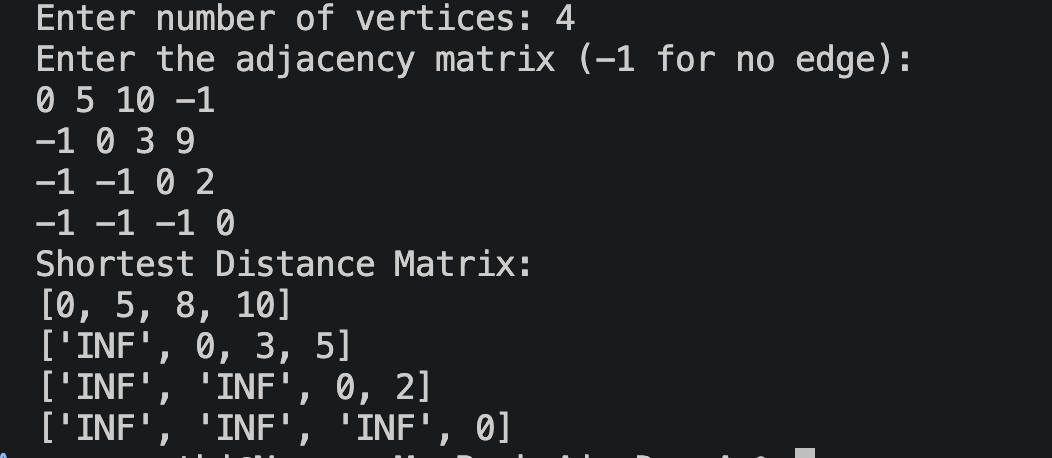 Enter number of vertices: 4
Enter the adjacency matrix (-1 for no edge):
0 5 10 -1
-1 0 3 9
-1 -1 0 2
-1 -1 -1 0
Shortest Distance Matrix:
[0, 5, 8, 10]
['INF', 0, 3, 5]
['INF', 'INF', 0, 2]
['INF', 'INF', 'INF', 0]